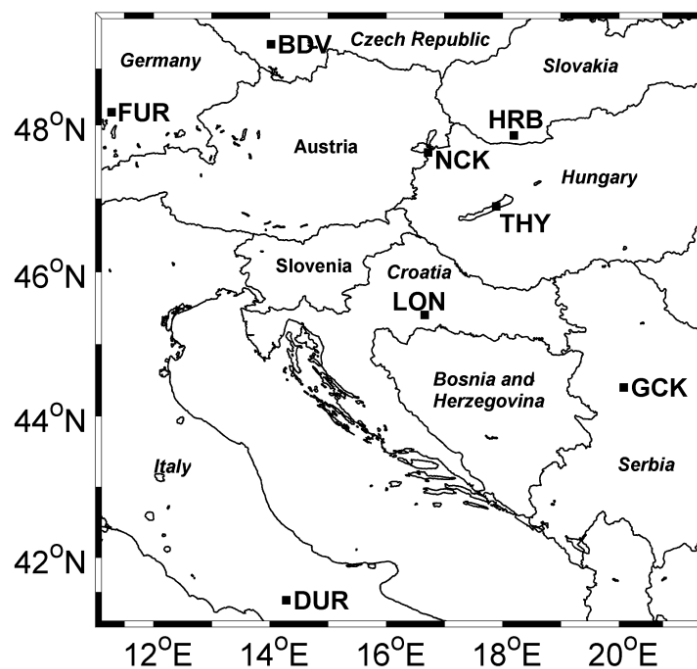 BDV
Czech Republic
Germany
Slovakia
FUR
HRB
48°N
Austria
NCK
Hungary
THY
46°N
Slovenia
Croatia
LON
Bosnia and
Herzegovina
GCK
44°N
Italy
Serbia
42°N
DUR
12°E 14°E 16°E 18°E 20°E